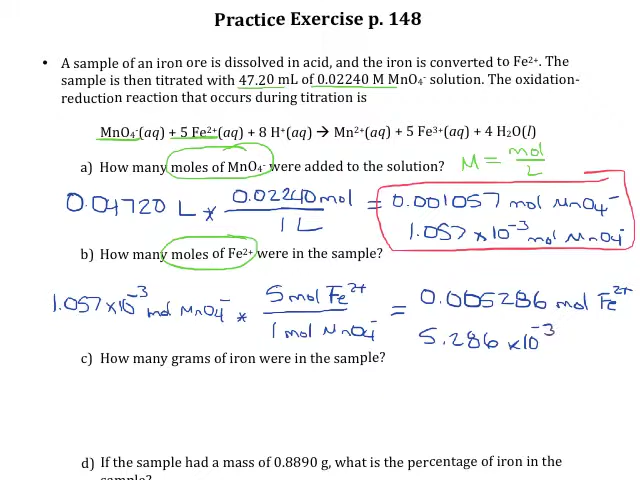 Practice Exercise p. 148
• A sample of an iron ore is dissolved in acid, and the iron is converted to Fe²⁺. The
sample is then titrated with 47.20 mL of 0.02240 M MnO₄⁻ solution. The oxidation-
reduction reaction that occurs during titration is
MnO₄⁻(aq) + 5 Fe²⁺(aq) + 8 H⁺(aq) → Mn²⁺(aq) + 5 Fe³⁺(aq) + 4 H₂O(l)
a) How many moles of MnO₄⁻ were added to the solution? M = mol/L
0.04720 L * 0.02240 mol / 1 L = 0.001057 mol MnO₄⁻
1.057 × 10⁻³ mol MnO₄⁻
b) How many moles of Fe²⁺ were in the sample?
1.057 × 10⁻³ mol MnO₄⁻ * 5 mol Fe²⁺ / 1 mol MnO₄⁻ = 0.005286 mol Fe²⁺
5.286 × 10⁻³
c) How many grams of iron were in the sample?
d) If the sample had a mass of 0.8890 g, what is the percentage of iron in the
sample?